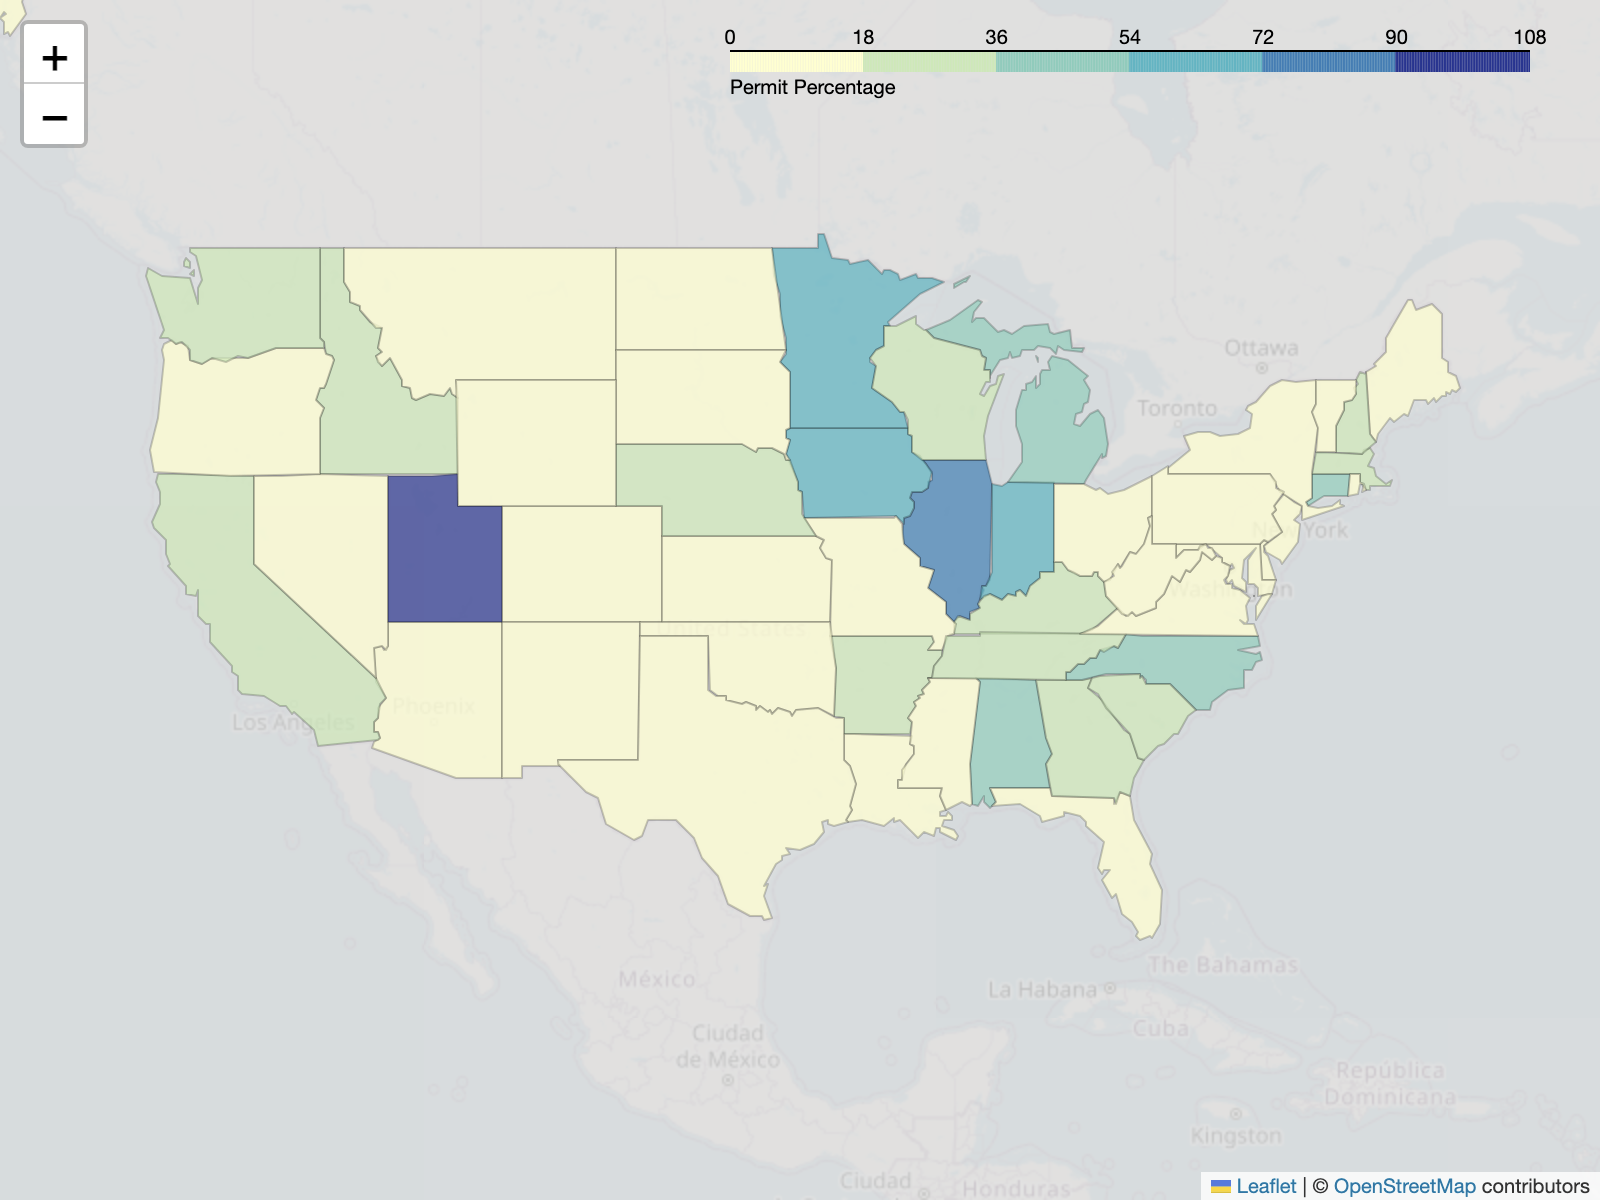 +
−
0 18 36 54 72 90 108
Permit Percentage
Ottawa
Toronto
New York
Washington
United States
Phoenix
Los Angeles
The Bahamas
La Habana
México
Cuba
Ciudad
de México
República
Dominicana
Kingston
Ciudad
Honduras
Leaflet | © OpenStreetMap contributors